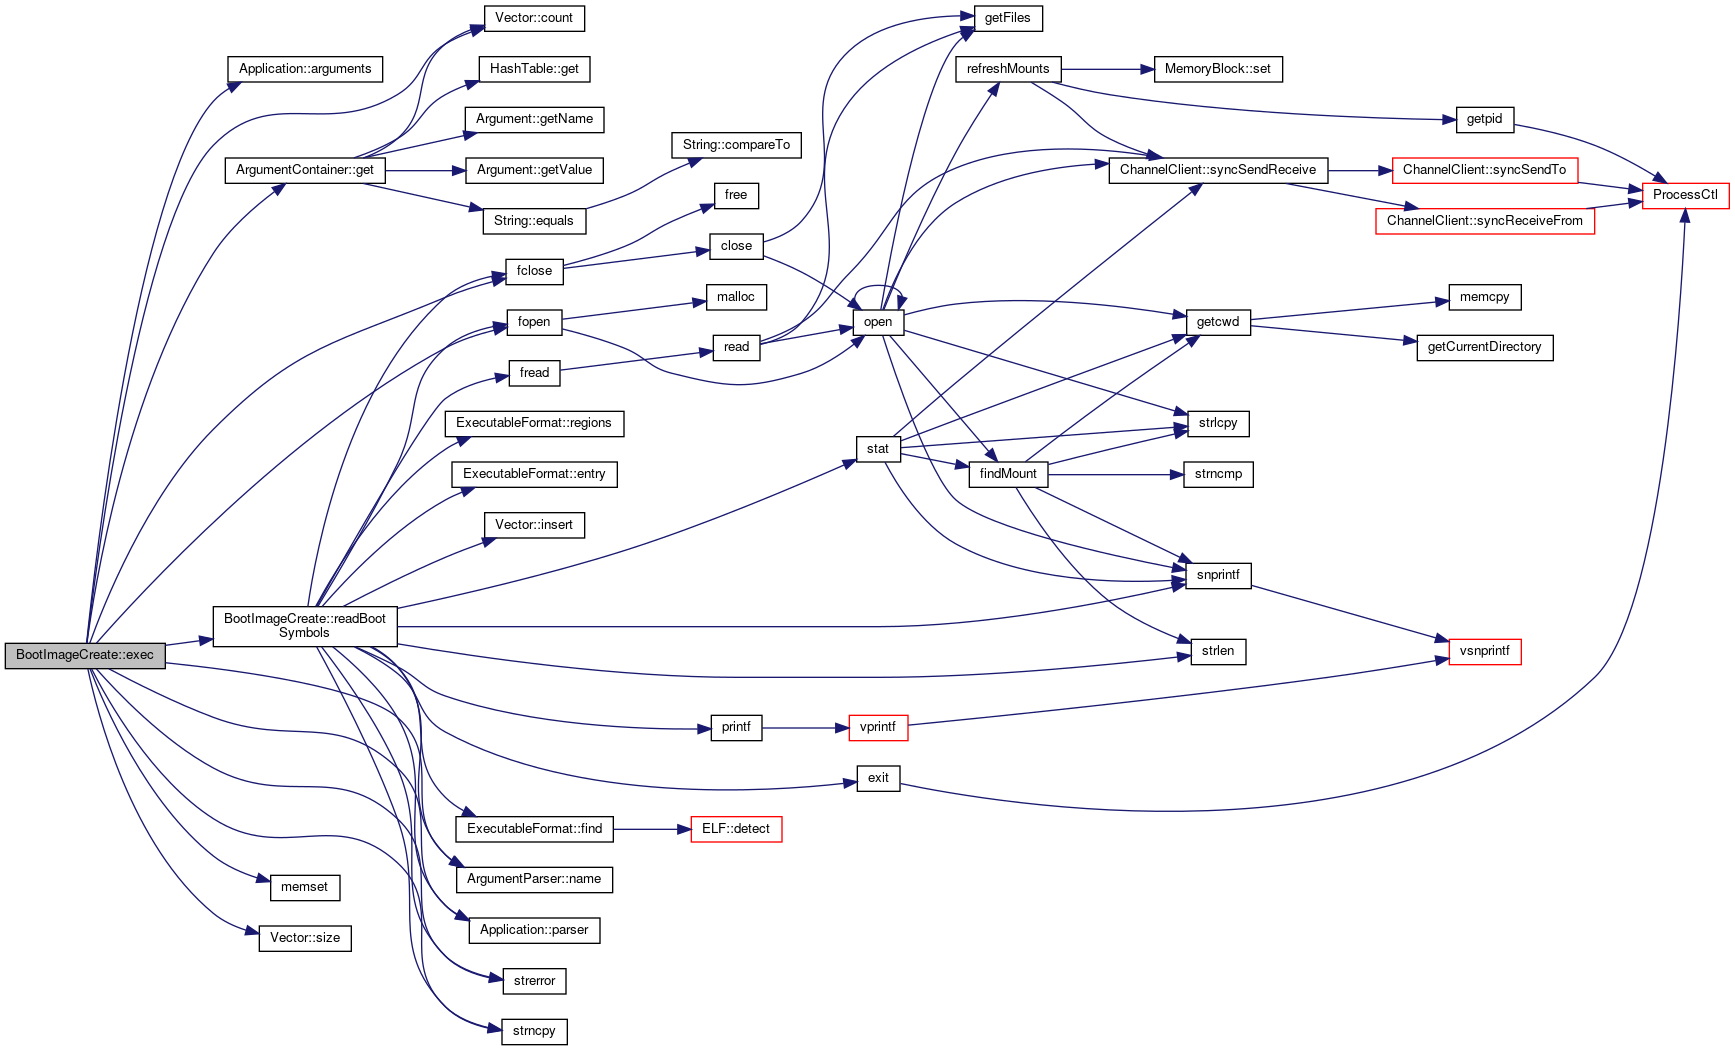 BootImageCreate::exec
Application::arguments
ArgumentContainer::get
BootImageCreate::readBoot
Symbols
memset
Vector::size
Vector::count
HashTable::get
Argument::getName
Argument::getValue
String::equals
fclose
fopen
fread
ExecutableFormat::regions
ExecutableFormat::entry
Vector::insert
ExecutableFormat::find
ArgumentParser::name
Application::parser
strerror
strncpy
String::compareTo
free
close
malloc
read
printf
ELF::detect
open
stat
vprintf
exit
getFiles
refreshMounts
findMount
MemoryBlock::set
ChannelClient::syncSendReceive
getcwd
strlcpy
strncmp
snprintf
strlen
getpid
ChannelClient::syncSendTo
ChannelClient::syncReceiveFrom
memcpy
getCurrentDirectory
vsnprintf
ProcessCtl